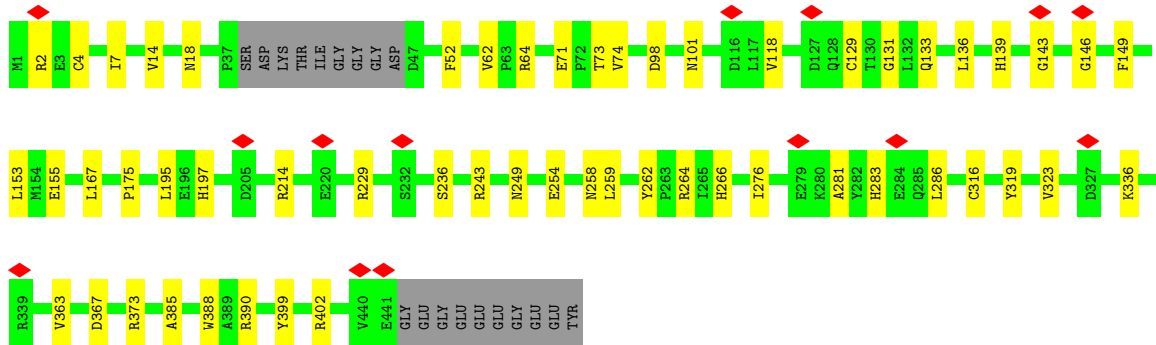 M1 R2 E3 C4 I7 V14 N18 P37 SER ASP LYS THR ILE GLY GLY GLY ASP D47 F52 V62 P63 R64 E71 P72 T73 V74 D98 N101 D116 L117 V118 D127 Q128 C129 T130 G131 L132 Q133 L136 H139 G143 G146 F149
L153 M154 E155 L167 P175 L195 E196 H197 D205 R214 E220 R229 S232 S236 R243 N249 E254 N258 L259 Y262 P263 R264 I265 H266 I276 E279 K280 A281 Y282 H283 E284 Q285 L286 C316 Y319 V323 D327 K336
R339 V363 D367 R373 A385 W388 A389 R390 Y399 R402 V440 E441 GLY GLU GLY GLU GLU GLU GLY GLU GLU TYR